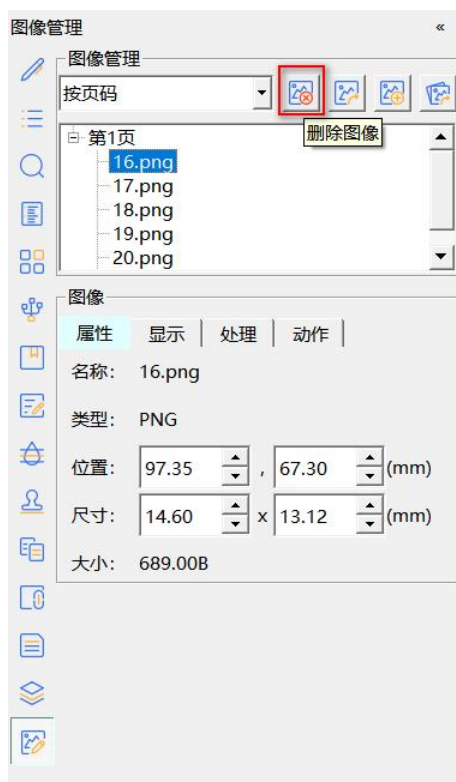 图像管理 «
图像管理
按页码
删除图像
第1页
16.png
17.png
18.png
19.png
20.png
图像
属性 显示 处理 动作
名称: 16.png
类型: PNG
位置: 97.35 , 67.30 (mm)
尺寸: 14.60 x 13.12 (mm)
大小: 689.00B